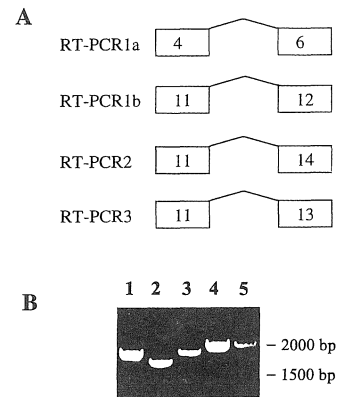 A
RT-PCR1a 4 6
RT-PCR1b 11 12
RT-PCR2 11 14
RT-PCR3 11 13
B
1 2 3 4 5
– 2000 bp
– 1500 bp